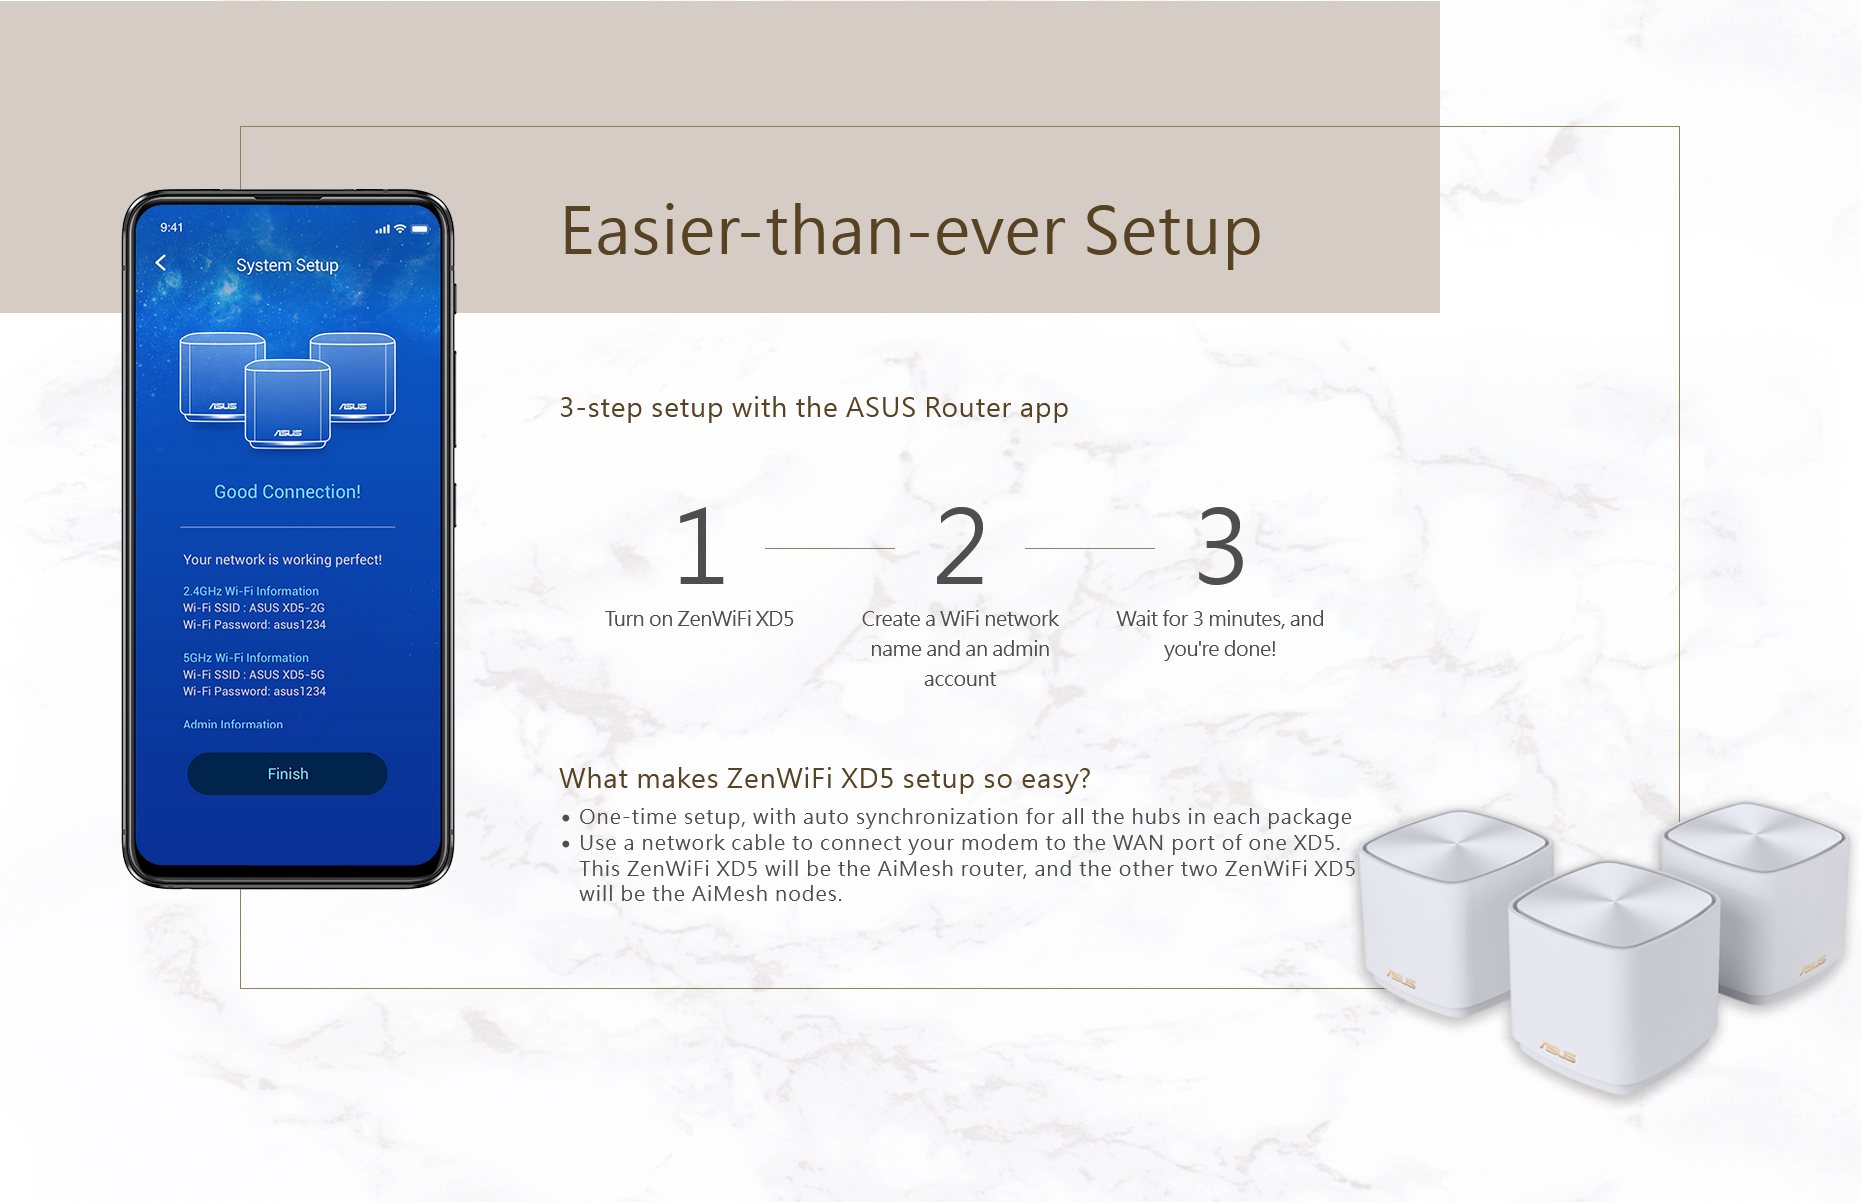 Easier-than-ever Setup
9:41
System Setup
ASUS
ASUS
ASUS
Good Connection!
Your network is working perfect!
2.4GHz Wi-Fi Information
Wi-Fi SSID : ASUS XD5-2G
Wi-Fi Password: asus1234
5GHz Wi-Fi Information
Wi-Fi SSID : ASUS XD5-5G
Wi-Fi Password: asus1234
Admin Information
Finish
3-step setup with the ASUS Router app
1
Turn on ZenWiFi XD5
2
Create a WiFi network
name and an admin
account
3
Wait for 3 minutes, and
you're done!
What makes ZenWiFi XD5 setup so easy?
• One-time setup, with auto synchronization for all the hubs in each package
• Use a network cable to connect your modem to the WAN port of one XD5.
This ZenWiFi XD5 will be the AiMesh router, and the other two ZenWiFi XD5
will be the AiMesh nodes.
ASUS
ASUS
ASUS